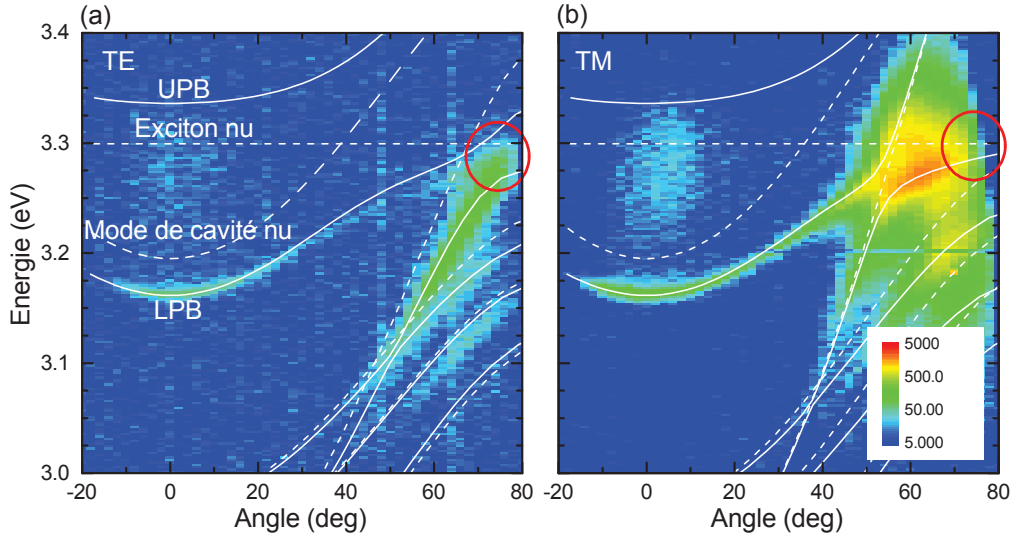 (a)
(b)
TE
TM
UPB
Exciton nu
Mode de cavité nu
LPB
Energie (eV)
3.4
3.3
3.2
3.1
3.0
-20 0 20 40 60 80
-20 0 20 40 60 80
Angle (deg)
Angle (deg)
5000
500.0
50.00
5.000